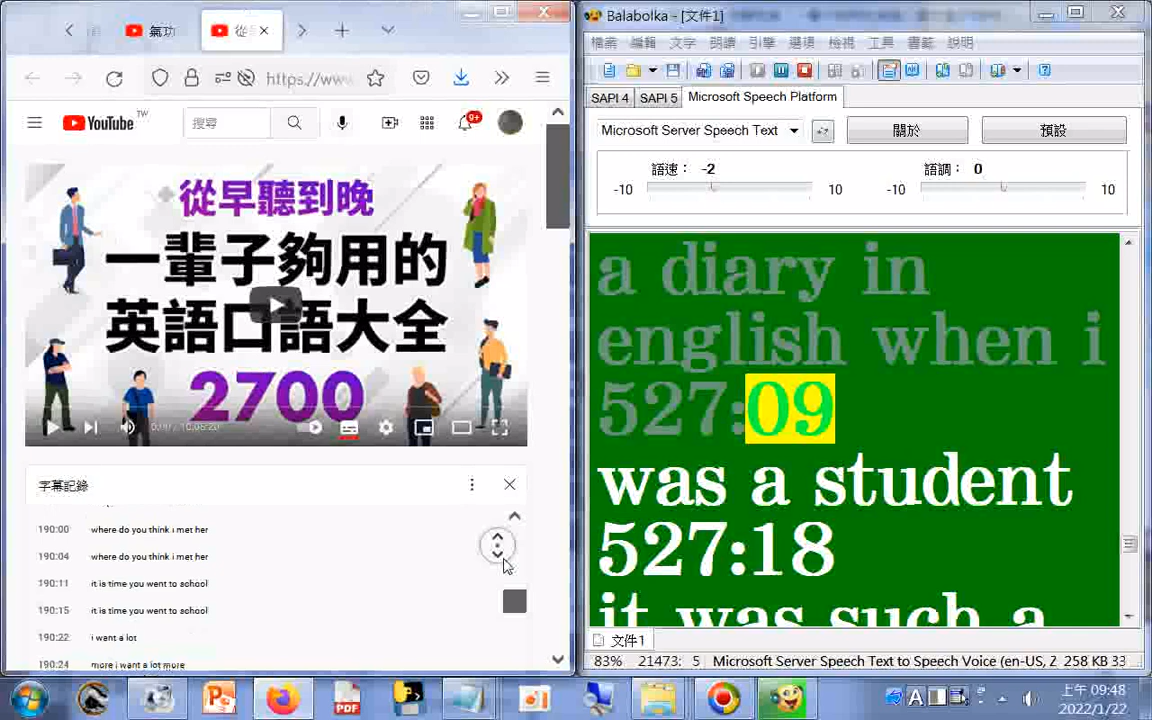 氣功
從
https://www
YouTube TW
搜尋
9+
從早聽到晚
一輩子夠用的
英語口語大全
2700
字幕記錄
190:00 where do you think i met her
190:04 where do you think i met her
190:11 it is time you went to school
190:15 it is time you went to school
190:22 i want a lot
190:24 more i want a lot more
Balabolka - [文件1]
檔案 編輯 文字 朗讀 引擎 選項 檢視 工具 書籤 說明
SAPI 4 SAPI 5 Microsoft Speech Platform
Microsoft Server Speech Text
關於
預設
語速： -2
語調： 0
-10 10 -10 10
a diary in
english when i
527:09
was a student
527:18
it was such a
文件1
83% 21473: 5 Microsoft Server Speech Text to Speech Voice (en-US, Z 258 KB 33
PDF
A
上午 09:48
2022/1/22